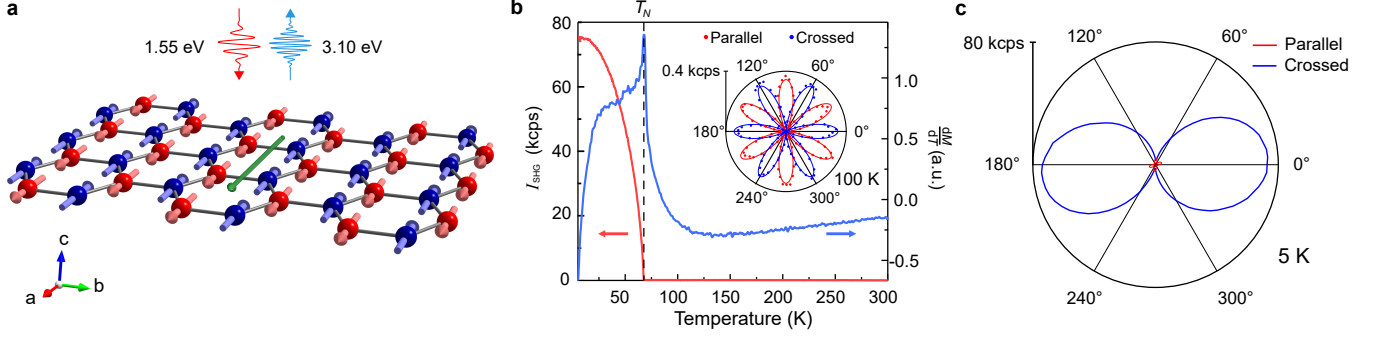 a
1.55 eV
3.10 eV
c
a
b
b
T_N
80
60
40
20
0
I_SHG (kcps)
Parallel
Crossed
0.4 kcps
120°
60°
180°
0°
240°
300°
100 K
1.0
0.5
0.0
-0.5
dM/dT (a.u.)
50
100
150
200
250
300
Temperature (K)
c
80 kcps
120°
60°
Parallel
Crossed
180°
0°
5 K
240°
300°